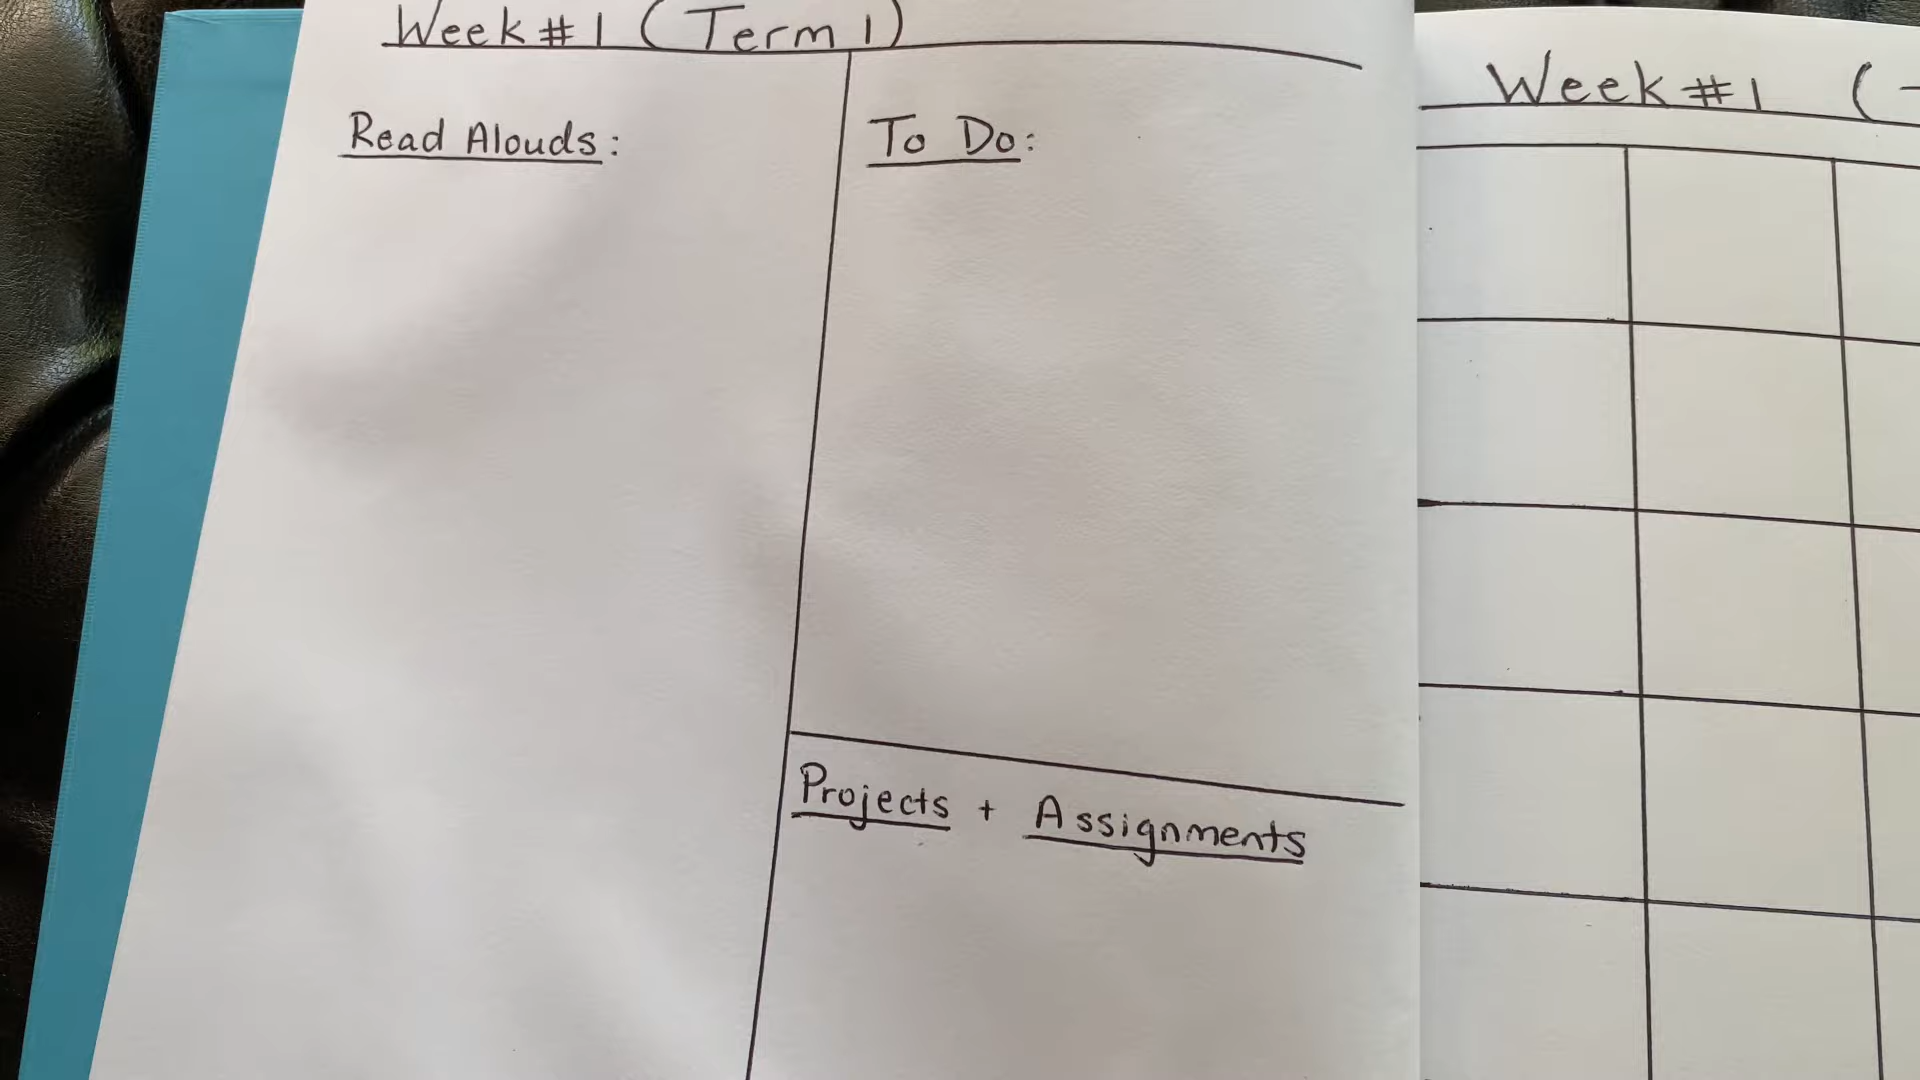 Week #1 (Term 1)
Read Alouds:
To Do:
Projects + Assignments
Week #1 (